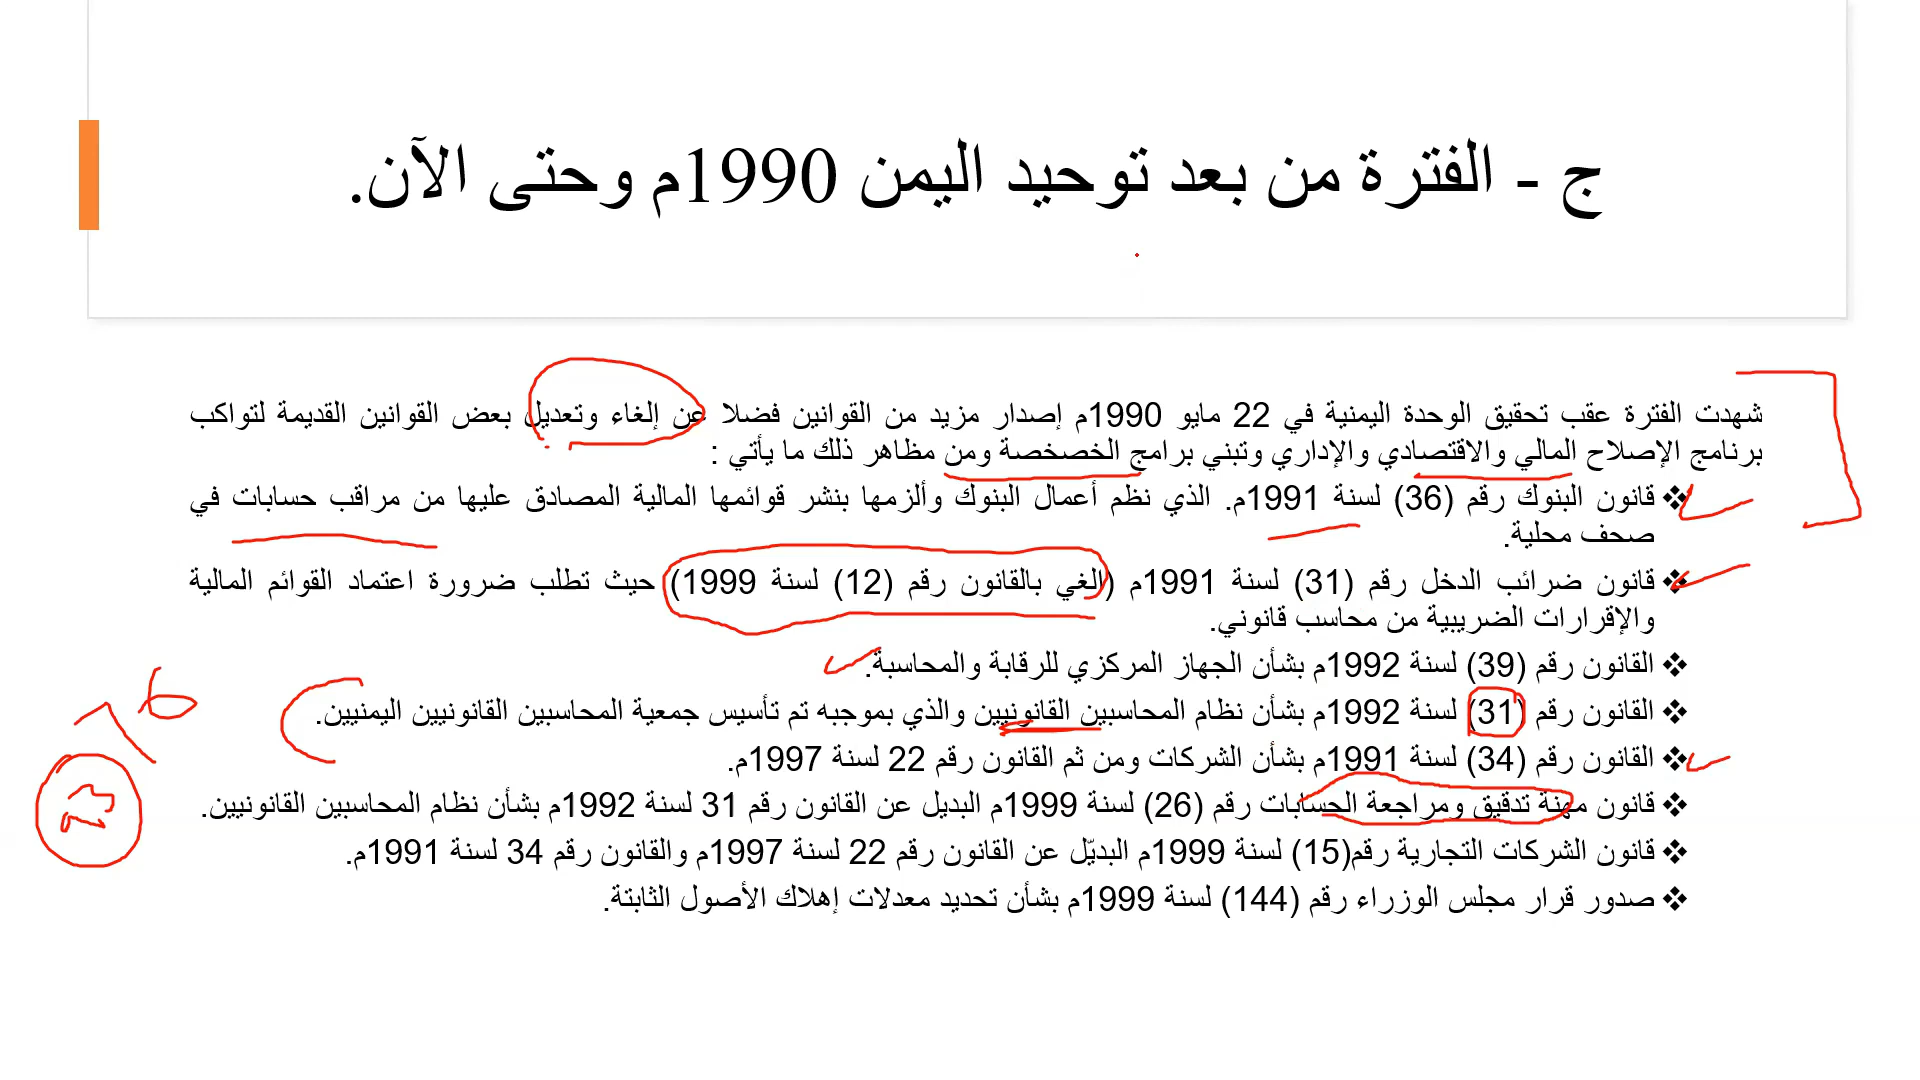 ج - الفترة من بعد توحيد اليمن 1990م وحتى الآن.
شهدت الفترة عقب تحقيق الوحدة اليمنية في 22 مايو 1990م إصدار مزيد من القوانين فضلا عن إلغاء وتعديل بعض القوانين القديمة لتواكب
برنامج الإصلاح المالي والاقتصادي والإداري وتبني برامج الخصخصة ومن مظاهر ذلك ما يأتي :
❖ قانون البنوك رقم (36) لسنة 1991م. الذي نظم أعمال البنوك وألزمها بنشر قوائمها المالية المصادق عليها من مراقب حسابات في
صحف محلية.
❖ قانون ضرائب الدخل رقم (31) لسنة 1991م (الغي بالقانون رقم (12) لسنة 1999) حيث تطلب ضرورة اعتماد القوائم المالية
والإقرارات الضريبية من محاسب قانوني.
❖ القانون رقم (39) لسنة 1992م بشأن الجهاز المركزي للرقابة والمحاسبة.
❖ القانون رقم (31) لسنة 1992م بشأن نظام المحاسبين القانونيين والذي بموجبه تم تأسيس جمعية المحاسبين القانونيين اليمنيين.
❖ القانون رقم (34) لسنة 1991م بشأن الشركات ومن ثم القانون رقم 22 لسنة 1997م.
❖ قانون مهنة تدقيق ومراجعة الحسابات رقم (26) لسنة 1999م البديل عن القانون رقم 31 لسنة 1992م بشأن نظام المحاسبين القانونيين.
❖ قانون الشركات التجارية رقم(15) لسنة 1999م البديّل عن القانون رقم 22 لسنة 1997م والقانون رقم 34 لسنة 1991م.
❖ صدور قرار مجلس الوزراء رقم (144) لسنة 1999م بشأن تحديد معدلات إهلاك الأصول الثابتة.